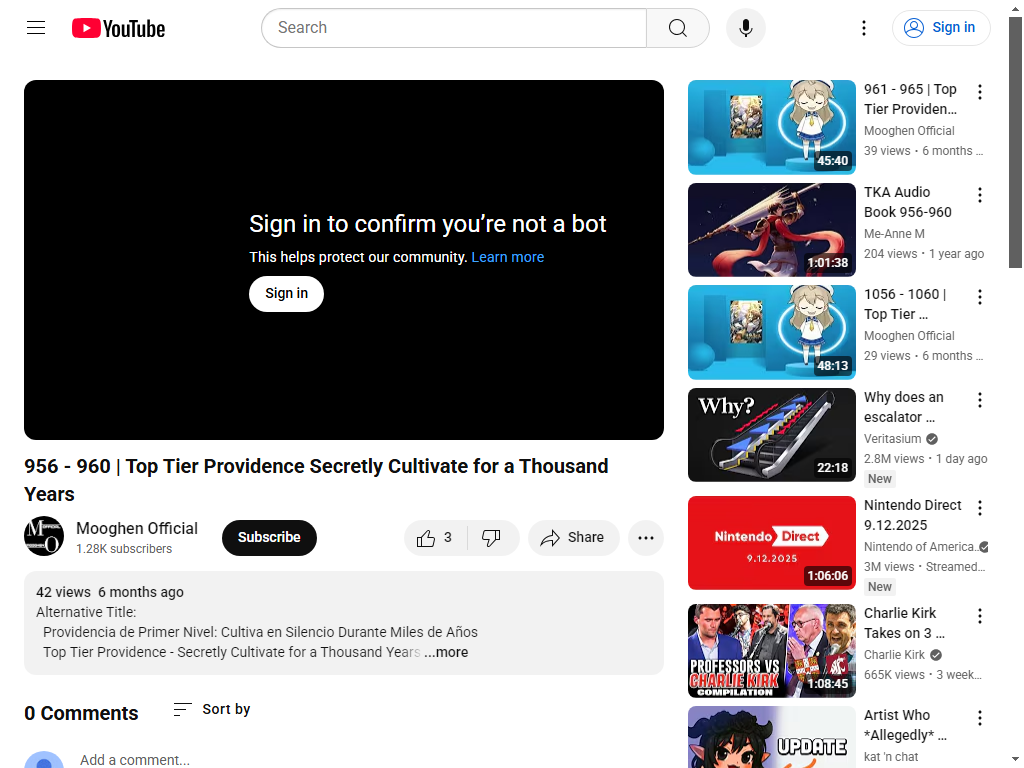 YouTube
Search
Sign in
Sign in to confirm you’re not a bot
This helps protect our community. Learn more
Sign in
956 - 960 | Top Tier Providence Secretly Cultivate for a Thousand
Years
Mooghen Official
1.28K subscribers
Subscribe
3
Share
42 views 6 months ago
Alternative Title:
Providencia de Primer Nivel: Cultiva en Silencio Durante Miles de Años
Top Tier Providence - Secretly Cultivate for a Thousand Years ...more
0 Comments
Sort by
Add a comment...
45:40
961 - 965 | Top
Tier Providen...
Mooghen Official
39 views • 6 months ...
1:01:38
TKA Audio
Book 956-960
Me-Anne M
204 views • 1 year ago
48:13
1056 - 1060 |
Top Tier ...
Mooghen Official
29 views • 6 months ...
Why?
22:18
Why does an
escalator ...
Veritasium
2.8M views • 1 day ago
New
Nintendo Direct
9.12.2025
1:06:06
Nintendo Direct
9.12.2025
Nintendo of America...
3M views • Streamed...
New
PROFESSORS VS
CHARLIE KIRK
COMPILATION
1:08:45
Charlie Kirk
Takes on 3 ...
Charlie Kirk
665K views • 3 week...
UPDATE
Artist Who
*Allegedly* ...
kat 'n chat